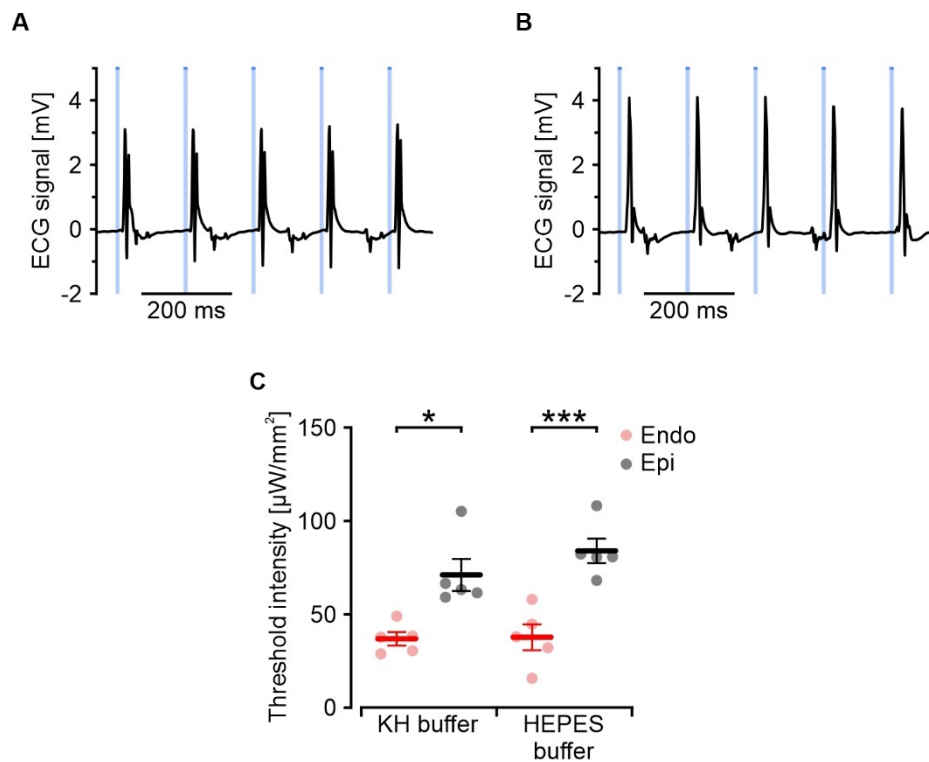 A
ECG signal [mV]
4
2
0
-2
200 ms
B
ECG signal [mV]
4
2
0
-2
200 ms
C
Threshold intensity [µW/mm²]
150
100
50
0
*
***
Endo
Epi
KH buffer
HEPES
buffer